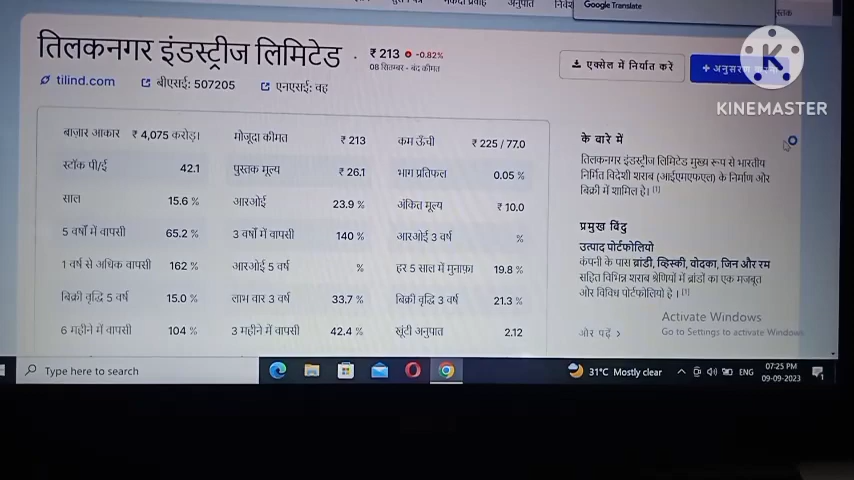 Google Translate
अनुपात
तिलकनगर इंडस्ट्रीज लिमिटेड
₹ 213 -0.82%
08 सितम्बर - बंद कीमत
एक्सेल में निर्यात करें
+ अनुसरण
tilind.com
बीएसई: 507205
एनएसई: वह
KINEMASTER
बाज़ार आकार ₹ 4,075 करोड़।
मौजूदा कीमत ₹ 213
कम ऊँची ₹ 225 / 77.0
स्टॉक पी/ई 42.1
पुस्तक मूल्य ₹ 26.1
भाग प्रतिफल 0.05 %
साल 15.6 %
आरओई 23.9 %
अंकित मूल्य ₹ 10.0
5 वर्षों में वापसी 65.2 %
3 वर्षों में वापसी 140 %
आरओई 3 वर्ष %
1 वर्ष से अधिक वापसी 162 %
आरओई 5 वर्ष %
हर 5 साल में मुनाफ़ा 19.8 %
बिक्री वृद्धि 5 वर्ष 15.0 %
लाभ वार 3 वर्ष 33.7 %
बिक्री वृद्धि 3 वर्ष 21.3 %
6 महीने में वापसी 104 %
3 महीने में वापसी 42.4 %
खूंटी अनुपात 2.12
के बारे में
तिलकनगर इंडस्ट्रीज लिमिटेड मुख्य रूप से भारतीय
निर्मित विदेशी शराब (आईएमएफएल) के निर्माण और
बिक्री में शामिल है। [1]
प्रमुख बिंदु
उत्पाद पोर्टफोलियो
कंपनी के पास ब्रांडी, व्हिस्की, वोदका, जिन और रम
सहित विभिन्न शराब श्रेणियों में ब्रांडों का एक मजबूत
और विविध पोर्टफोलियो है । [1]
और पढ़ें >
Activate Windows
Go to Settings to activate Windows
Type here to search
31°C Mostly clear
ENG
07:25 PM
09-09-2023